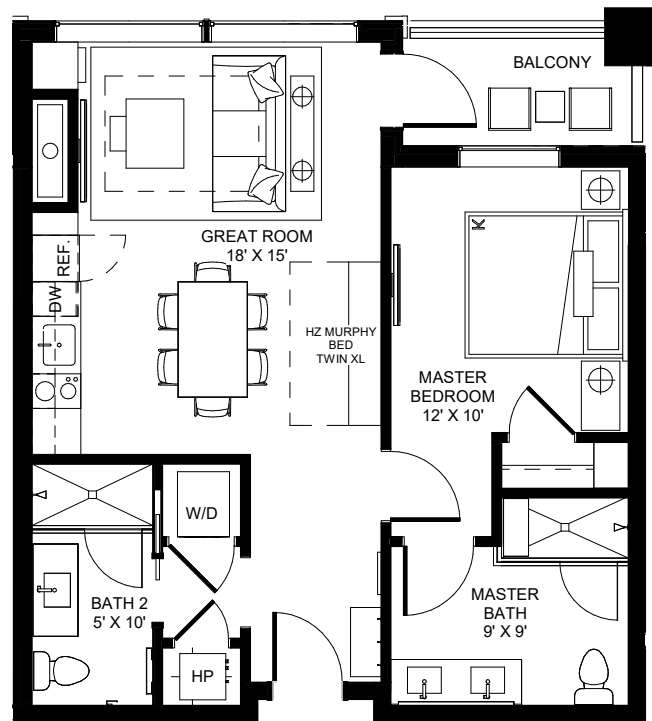 BALCONY
GREAT ROOM
18' X 15'
K
REF.
DW
HZ MURPHY
BED
TWIN XL
MASTER
BEDROOM
12' X 10'
W/D
BATH 2
5' X 10'
MASTER
BATH
9' X 9'
HP